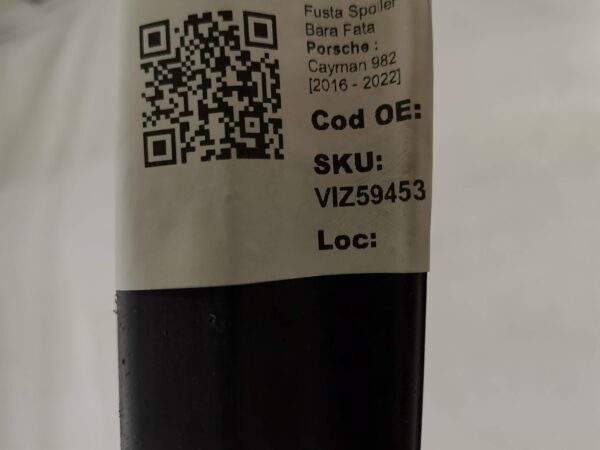 Fusta Spoiler
Bara Fata
Porsche :
Cayman 982
[2016 - 2022]
Cod OE:
SKU:
VIZ59453
Loc: